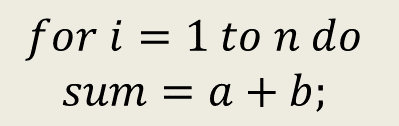 for i = 1 to n do
sum = a + b;